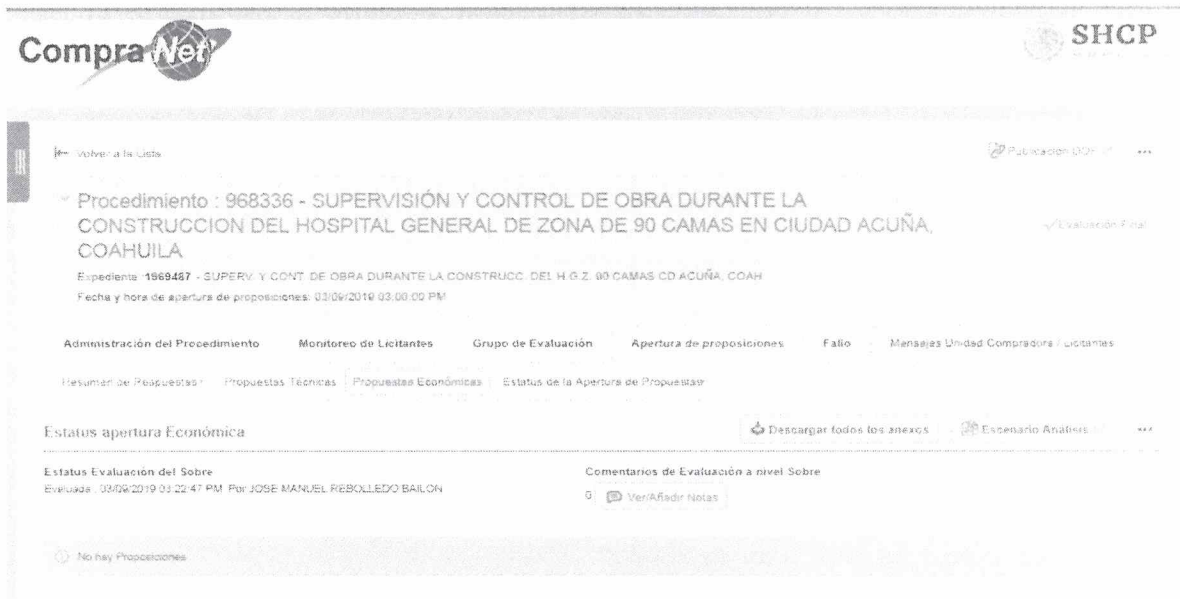 CompraNet
SHCP
Volver a la Lista
Publicación DOF
Procedimiento : 968336 - SUPERVISIÓN Y CONTROL DE OBRA DURANTE LA
CONSTRUCCION DEL HOSPITAL GENERAL DE ZONA DE 90 CAMAS EN CIUDAD ACUÑA,
COAHUILA
Evaluación Final
Expediente :1969487 - SUPERV. Y CONT. DE OBRA DURANTE LA CONSTRUCC. DEL H.G.Z. 90 CAMAS CD ACUÑA, COAH
Fecha y hora de apertura de proposiciones: 03/09/2019 03:00:00 PM
Administración del Procedimiento Monitoreo de Licitantes Grupo de Evaluación Apertura de proposiciones Fallo Mensajes Unidad Compradora / Licitantes
Resumen de Respuestas Propuestas Técnicas Propuestas Económicas Estatus de la Apertura de Propuestas
Estatus apertura Económica
Descargar todos los anexos Escenario Análisis
Estatus Evaluación del Sobre Comentarios de Evaluación a nivel Sobre
Evaluada : 03/09/2019 03:22:47 PM. Por JOSE MANUEL REBOLLEDO BAILON
0 Ver/Añadir Notas
No hay Proposiciones